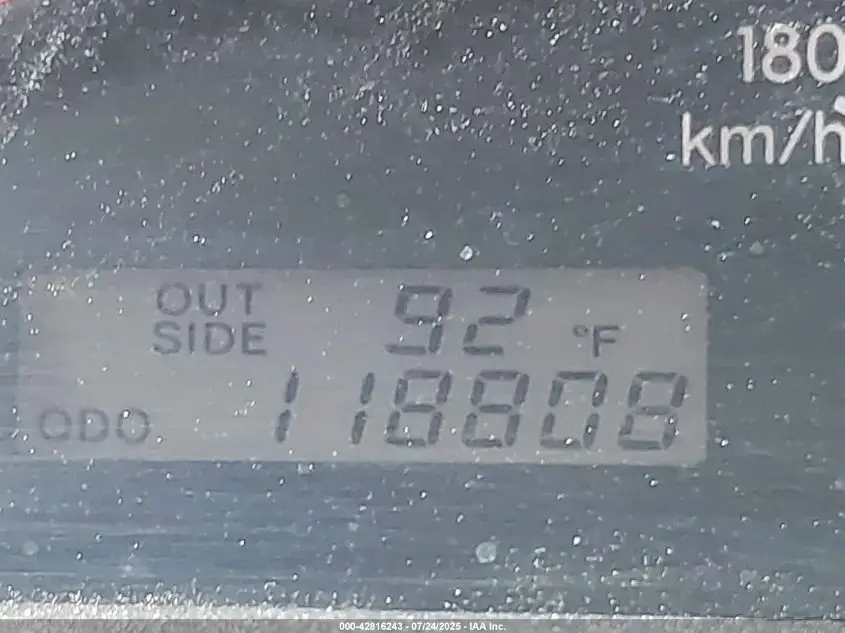 180
km/h
OUT SIDE 92 °F
ODO 118808
000-42816243 - 07/24/2025 - IAA Inc.